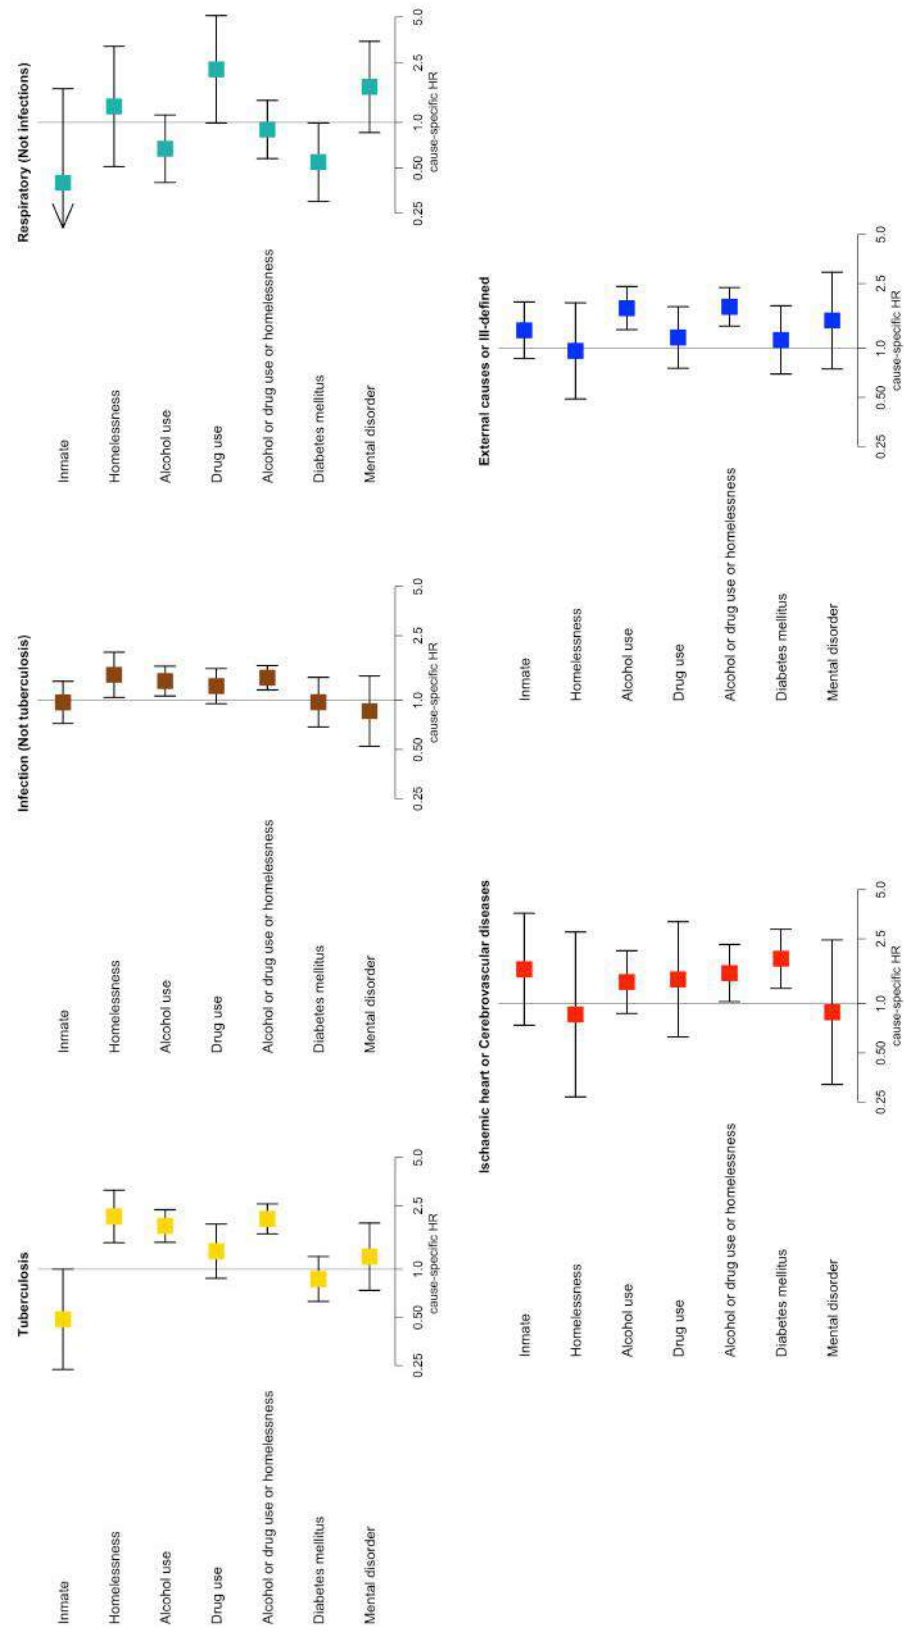 Tuberculosis
Inmate
Homelessness
Alcohol use
Drug use
Alcohol or drug use or homelessness
Diabetes mellitus
Mental disorder
0.25 0.50 1.0 2.5 5.0
cause-specific HR
Infection (Not tuberculosis)
Inmate
Homelessness
Alcohol use
Drug use
Alcohol or drug use or homelessness
Diabetes mellitus
Mental disorder
0.25 0.50 1.0 2.5 5.0
cause-specific HR
Respiratory (Not infections)
Inmate
Homelessness
Alcohol use
Drug use
Alcohol or drug use or homelessness
Diabetes mellitus
Mental disorder
0.25 0.50 1.0 2.5 5.0
cause-specific HR
Ischaemic heart or Cerebrovascular diseases
Inmate
Homelessness
Alcohol use
Drug use
Alcohol or drug use or homelessness
Diabetes mellitus
Mental disorder
0.25 0.50 1.0 2.5 5.0
cause-specific HR
External causes or Ill-defined
Inmate
Homelessness
Alcohol use
Drug use
Alcohol or drug use or homelessness
Diabetes mellitus
Mental disorder
0.25 0.50 1.0 2.5 5.0
cause-specific HR